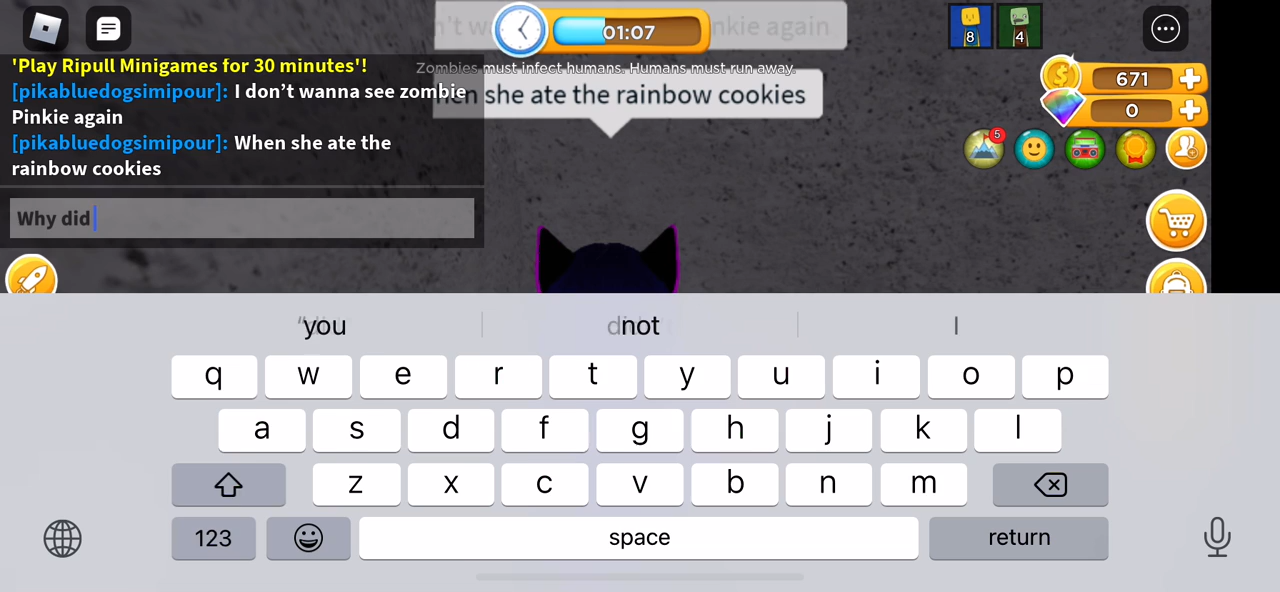 n't w nkie again
01:07
8
4
'Play Ripull Minigames for 30 minutes'!
Zombies must infect humans. Humans must run away.
[pikabluedogsimipour]: I don’t wanna see zombie
Pinkie again
hen she ate the rainbow cookies
671
0
[pikabluedogsimipour]: When she ate the
rainbow cookies
5
Why did
you not I
q w e r t y u i o p
a s d f g h j k l
z x c v b n m
123 space return